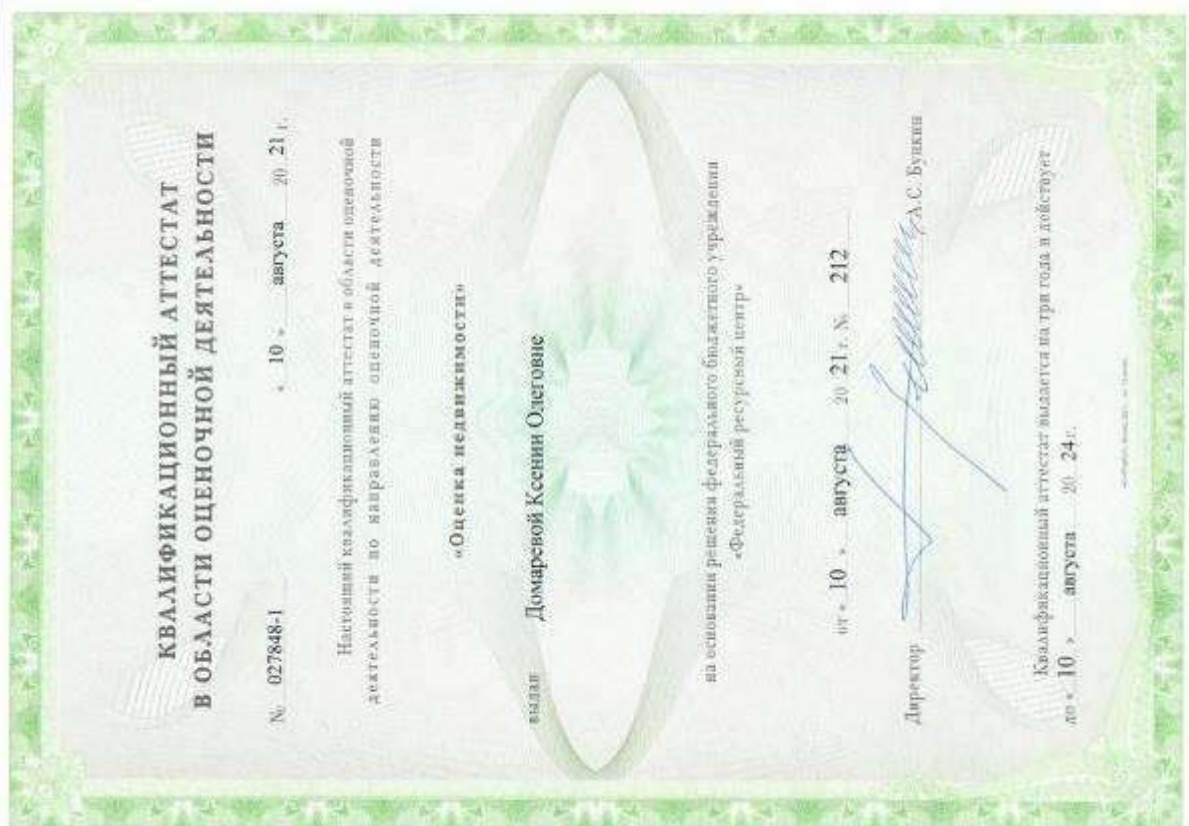 КВАЛИФИКАЦИОННЫЙ АТТЕСТАТ
В ОБЛАСТИ ОЦЕНОЧНОЙ ДЕЯТЕЛЬНОСТИ
№ 027848-1 « 10 » августа 20 21 г.
Настоящий квалификационный аттестат в области оценочной
деятельности по направлению оценочной деятельности
«Оценка недвижимости»
выдан Домаревой Ксении Олеговне
на основании решения федерального бюджетного учреждения
«Федеральный ресурсный центр»
от « 10 » августа 20 21 г. № 212
Директор А.С. Бункин
Квалификационный аттестат выдается на три года и действует
до « 10 » августа 20 24 г.